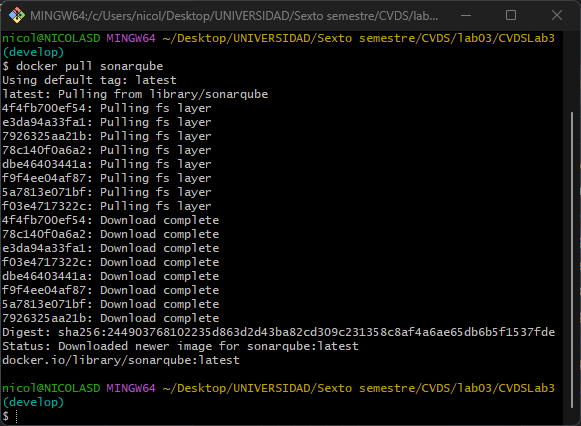 MINGW64:/c/Users/nicol/Desktop/UNIVERSIDAD/Sexto semestre/CVDS/lab...
nicol@NICOLASD MINGW64 ~/Desktop/UNIVERSIDAD/Sexto semestre/CVDS/lab03/CVDSLab3
(develop)
$ docker pull sonarqube
Using default tag: latest
latest: Pulling from library/sonarqube
4f4fb700ef54: Pulling fs layer
e3da94a33fa1: Pulling fs layer
7926325aa21b: Pulling fs layer
78c140f0a6a2: Pulling fs layer
dbe46403441a: Pulling fs layer
f9f4ee04af87: Pulling fs layer
5a7813e071bf: Pulling fs layer
f03e4717322c: Pulling fs layer
4f4fb700ef54: Download complete
78c140f0a6a2: Download complete
e3da94a33fa1: Download complete
f03e4717322c: Download complete
dbe46403441a: Download complete
f9f4ee04af87: Download complete
5a7813e071bf: Download complete
7926325aa21b: Download complete
Digest: sha256:244903768102235d863d2d43ba82cd309c231358c8af4a6ae65db6b5f1537fde
Status: Downloaded newer image for sonarqube:latest
docker.io/library/sonarqube:latest
nicol@NICOLASD MINGW64 ~/Desktop/UNIVERSIDAD/Sexto semestre/CVDS/lab03/CVDSLab3
(develop)
$